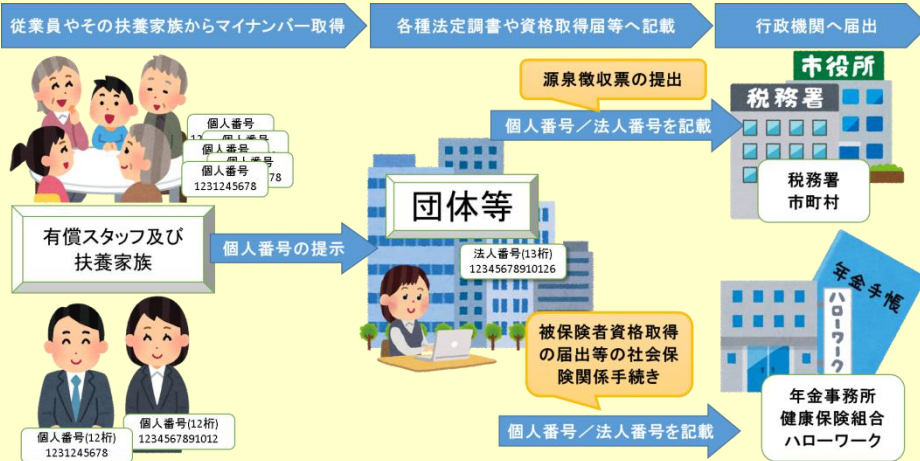 従業員やその扶養家族からマイナンバー取得
各種法定調書や資格取得届等へ記載
行政機関へ届出
源泉徴収票の提出
個人番号／法人番号を記載
市役所
税務署
税務署
市町村
個人番号
個人番号
個人番号
個人番号
個人番号
1231245678
有償スタッフ及び
扶養家族
個人番号の提示
団体等
法人番号(13桁)
12345678910126
個人番号(12桁)
1231245678
個人番号(12桁)
1234567891012
被保険者資格取得
の届出等の社会保
険関係手続き
個人番号／法人番号を記載
年金手帳
ハローワーク
年金事務所
健康保険組合
ハローワーク